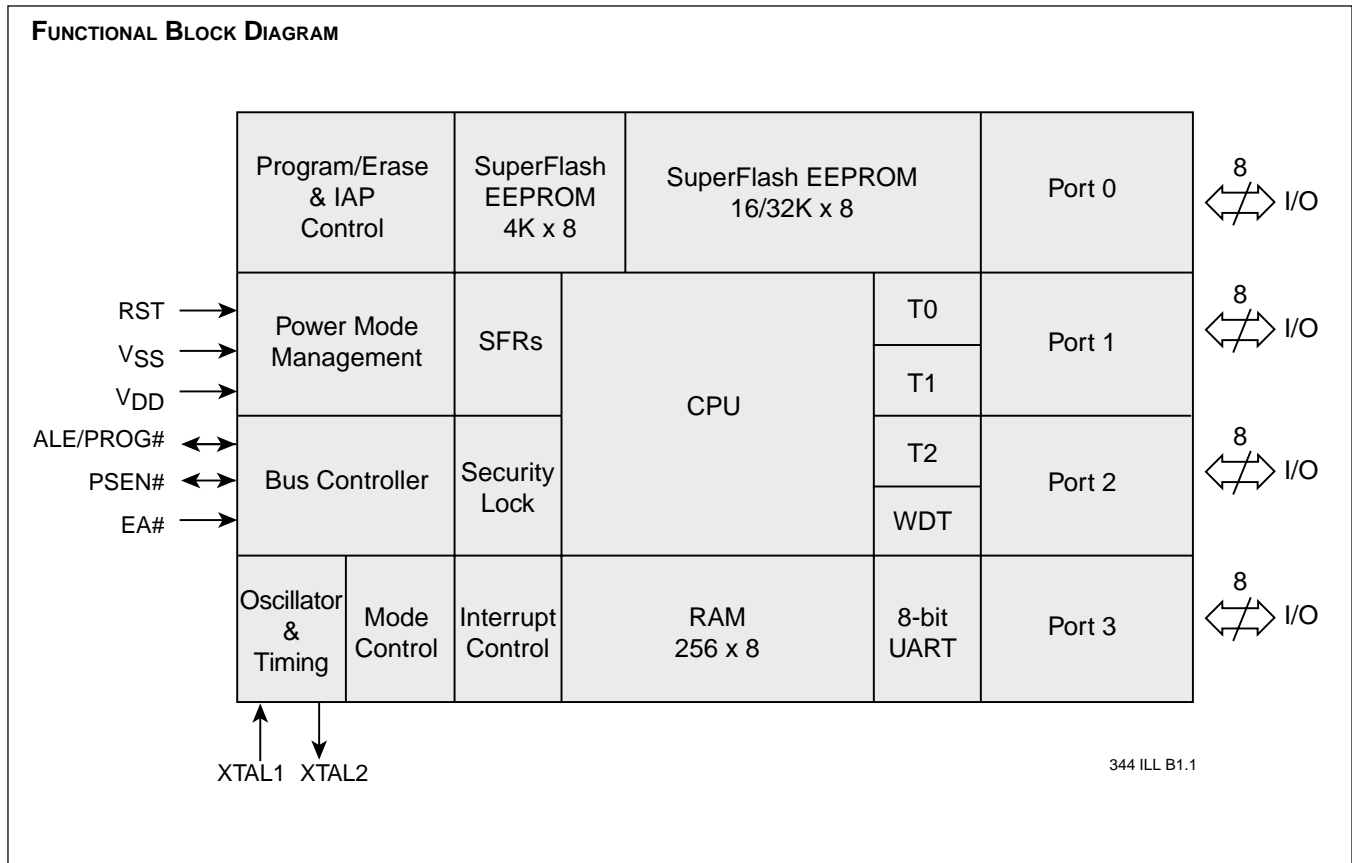 FUNCTIONAL BLOCK DIAGRAM
Program/Erase
& IAP
Control
SuperFlash
EEPROM
4K x 8
SuperFlash EEPROM
16/32K x 8
Port 0
8
I/O
RST
VSS
VDD
Power Mode
Management
SFRs
CPU
T0
T1
Port 1
8
I/O
ALE/PROG#
PSEN#
EA#
Bus Controller
Security
Lock
T2
WDT
Port 2
8
I/O
Oscillator
&
Timing
Mode
Control
Interrupt
Control
RAM
256 x 8
8-bit
UART
Port 3
8
I/O
XTAL1 XTAL2
344 ILL B1.1